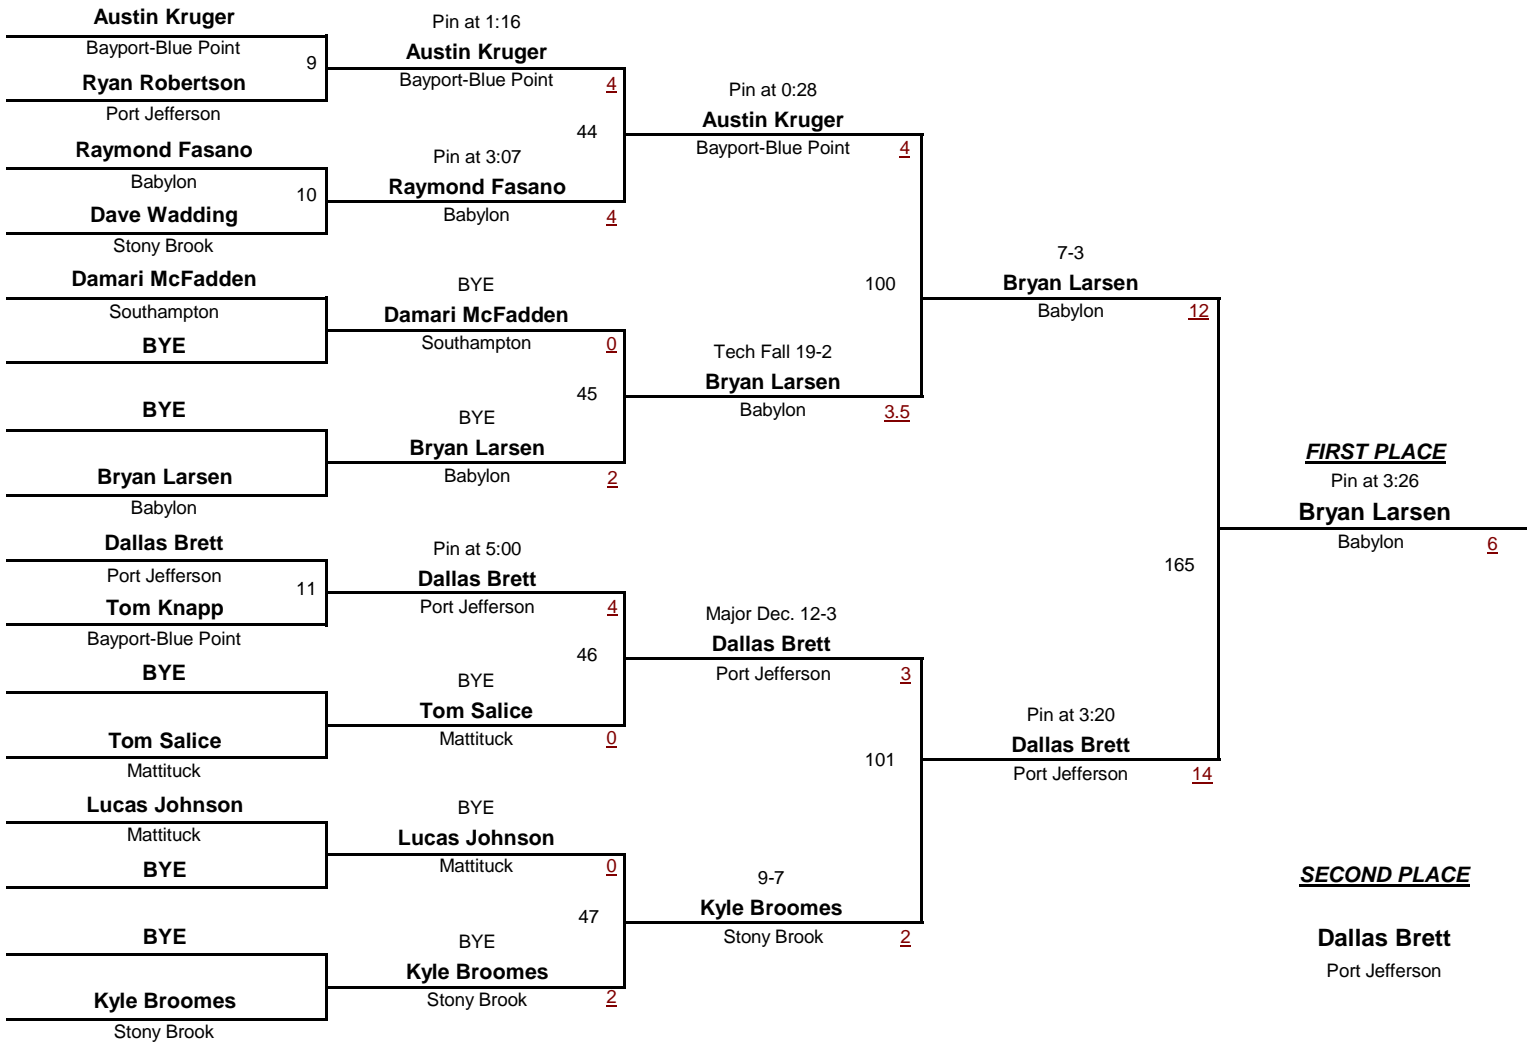 Austin Kruger
Bayport-Blue Point
9
Ryan Robertson
Port Jefferson
Raymond Fasano
Babylon
10
Dave Wadding
Stony Brook
Damari McFadden
Southampton
BYE
BYE
Bryan Larsen
Babylon
Dallas Brett
Port Jefferson
11
Tom Knapp
Bayport-Blue Point
BYE
Tom Salice
Mattituck
Lucas Johnson
Mattituck
BYE
BYE
Kyle Broomes
Stony Brook
Pin at 1:16
Austin Kruger
Bayport-Blue Point 4
44
Pin at 3:07
Raymond Fasano
Babylon 4
BYE
Damari McFadden
Southampton 0
45
BYE
Bryan Larsen
Babylon 2
Pin at 5:00
Dallas Brett
Port Jefferson 4
46
BYE
Tom Salice
Mattituck 0
BYE
Lucas Johnson
Mattituck 0
47
BYE
Kyle Broomes
Stony Brook 2
Pin at 0:28
Austin Kruger
Bayport-Blue Point 4
100
Tech Fall 19-2
Bryan Larsen
Babylon 3.5
Major Dec. 12-3
Dallas Brett
Port Jefferson 3
101
9-7
Kyle Broomes
Stony Brook 2
7-3
Bryan Larsen
Babylon 12
165
Pin at 3:20
Dallas Brett
Port Jefferson 14
FIRST PLACE
Pin at 3:26
Bryan Larsen
Babylon 6
SECOND PLACE
Dallas Brett
Port Jefferson